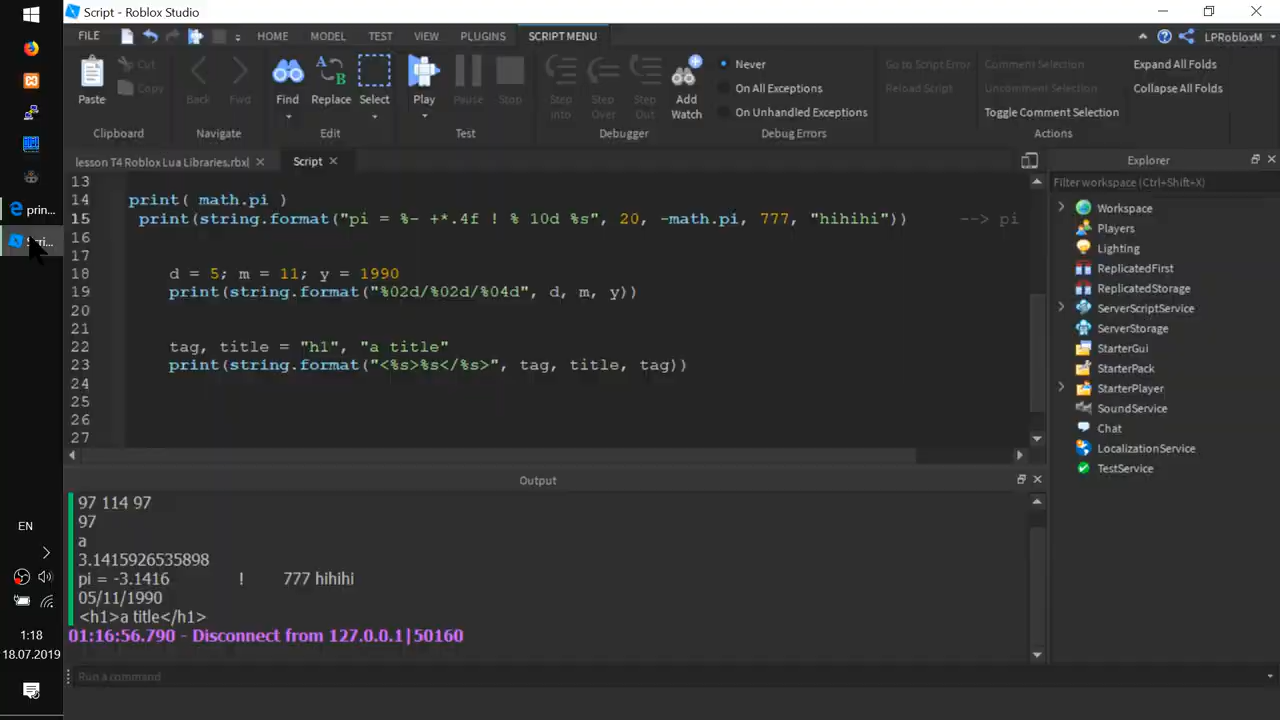 Script - Roblox Studio
FILE HOME MODEL TEST VIEW PLUGINS SCRIPT MENU LPRobloxM
Paste Cut Copy
Clipboard
Back Fwd
Navigate
Find Replace Select
Edit
Play Pause Stop
Test
Step Into Step Over Step Out Add Watch
Debugger
Never
On All Exceptions
On Unhandled Exceptions
Debug Errors
Go to Script Error
Reload Script
Comment Selection
Uncomment Selection
Toggle Comment Selection
Actions
Expand All Folds
Collapse All Folds
lesson T4 Roblox Lua Libraries.rbxl Script
13
14 print( math.pi )
15 print(string.format("pi = %- +*.4f ! % 10d %s", 20, -math.pi, 777, "hihihi")) --> pi
16
17
18 d = 5; m = 11; y = 1990
19 print(string.format("%02d/%02d/%04d", d, m, y))
20
21
22 tag, title = "h1", "a title"
23 print(string.format("<%s>%s</%s>", tag, title, tag))
24
25
26
27
Output
97 114 97
97
a
3.1415926535898
pi = -3.1416 ! 777 hihihi
05/11/1990
<h1>a title</h1>
01:16:56.790 - Disconnect from 127.0.0.1|50160
Run a command
Explorer
Filter workspace (Ctrl+Shift+X)
Workspace
Players
Lighting
ReplicatedFirst
ReplicatedStorage
ServerScriptService
ServerStorage
StarterGui
StarterPack
StarterPlayer
SoundService
Chat
LocalizationService
TestService
prin...
EN
1:18
18.07.2019